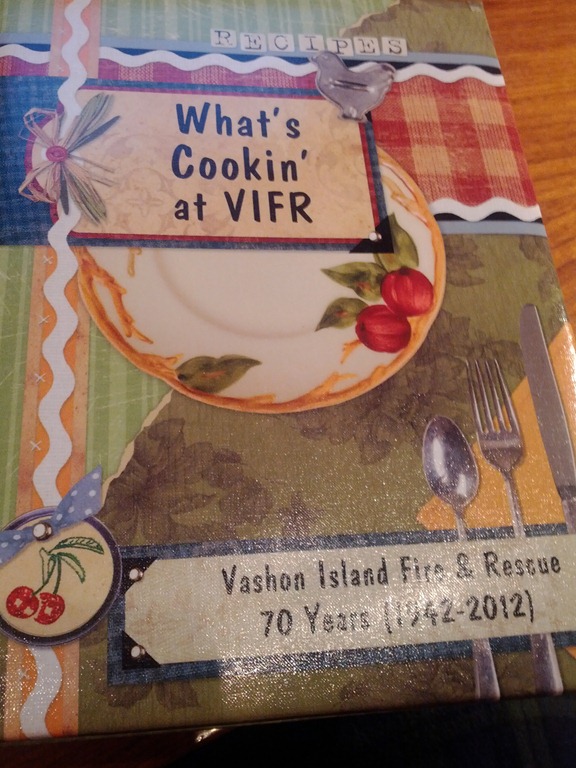 RECIPES
What's
Cookin'
at VIFR
Vashon Island Fire & Rescue
70 Years (1942-2012)